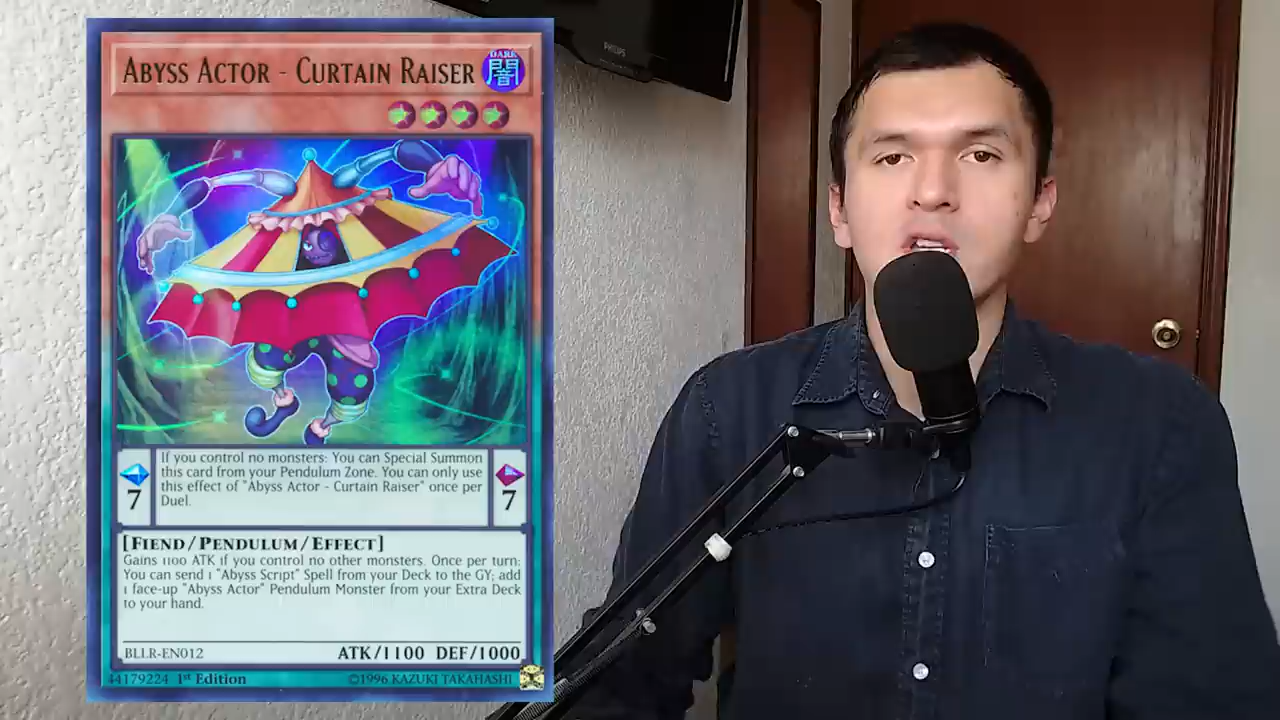 PHILIPS
ABYSS ACTOR - CURTAIN RAISER
DARK
闇
If you control no monsters: You can Special Summon
this card from your Pendulum Zone. You can only use
this effect of "Abyss Actor - Curtain Raiser" once per
Duel.
7
7
[FIEND/PENDULUM/EFFECT]
Gains 1100 ATK if you control no other monsters. Once per turn:
You can send 1 "Abyss Script" Spell from your Deck to the GY; add
1 face-up "Abyss Actor" Pendulum Monster from your Extra Deck
to your hand.
BLLR-EN012
ATK/1100 DEF/1000
44179224 1st Edition
©1996 KAZUKI TAKAHASHI